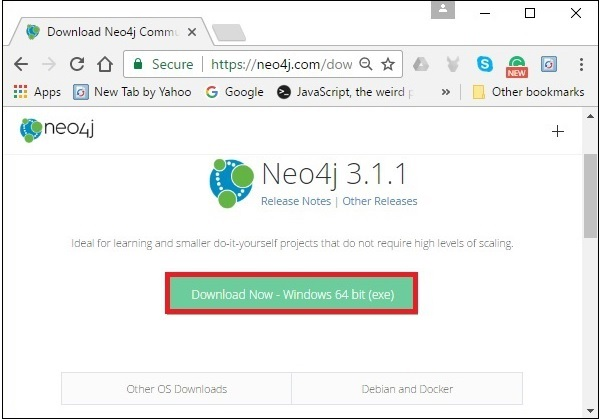 Download Neo4j Commu
Secure https://neo4j.com/dow
NEW
Apps New Tab by Yahoo Google JavaScript, the weird p » Other bookmarks
neo4j
Neo4j 3.1.1
Release Notes | Other Releases
Ideal for learning and smaller do-it-yourself projects that do not require high levels of scaling.
Download Now - Windows 64 bit (exe)
Other OS Downloads Debian and Docker